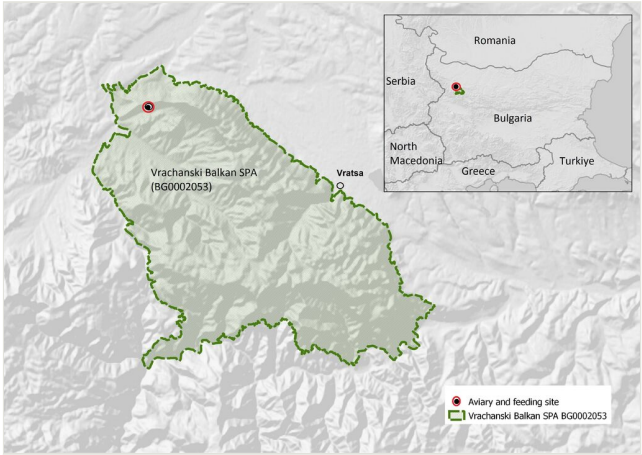 Romania
Serbia
Bulgaria
North
Macedonia
Greece
Turkiye
Vrachanski Balkan SPA
(BG0002053)
Vratsa
Aviary and feeding site
Vrachanski Balkan SPA BG0002053